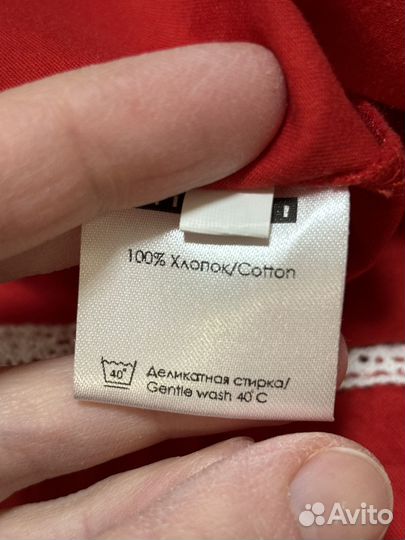 100% Хлопок/Cotton
40°
Деликатная стирка/
Gentle wash 40°C
Avito